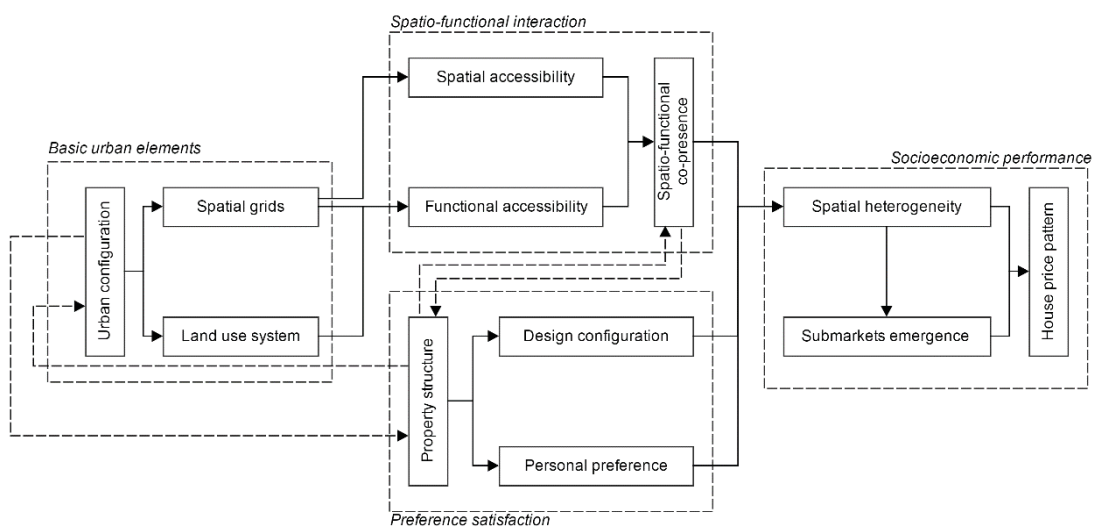 Spatio-functional interaction
Spatial accessibility
Functional accessibility
Spatio-functional
co-presence
Basic urban elements
Urban configuration
Spatial grids
Land use system
Property structure
Design configuration
Personal preference
Preference satisfaction
Socioeconomic performance
Spatial heterogeneity
Submarkets emergence
House price pattern